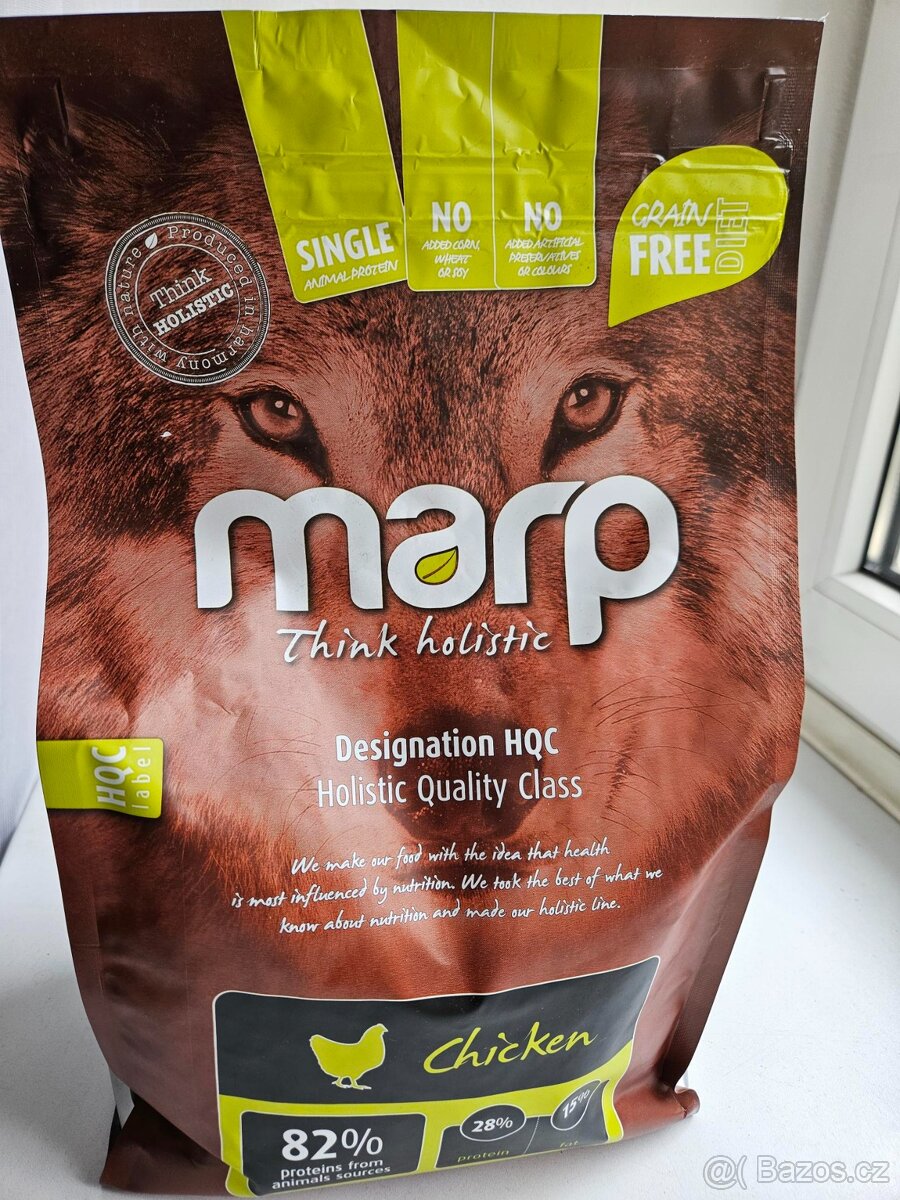 SINGLE
ANIMAL PROTEIN
NO
ADDED CORN,
WHEAT
OR SOY
NO
ADDED ARTIFICIAL
PRESERVATIVES
OR COLOURS
GRAIN
FREE
DIET
Produced in harmony with nature
Think
HOLISTIC
marp
Think holistic
Designation HQC
Holistic Quality Class
HQC
label
We make our food with the idea that health
is most influenced by nutrition. We took the best of what we
know about nutrition and made our holistic line.
Chicken
82%
proteins from
animals sources
28%
protein
15%
fat
@( Bazos.cz